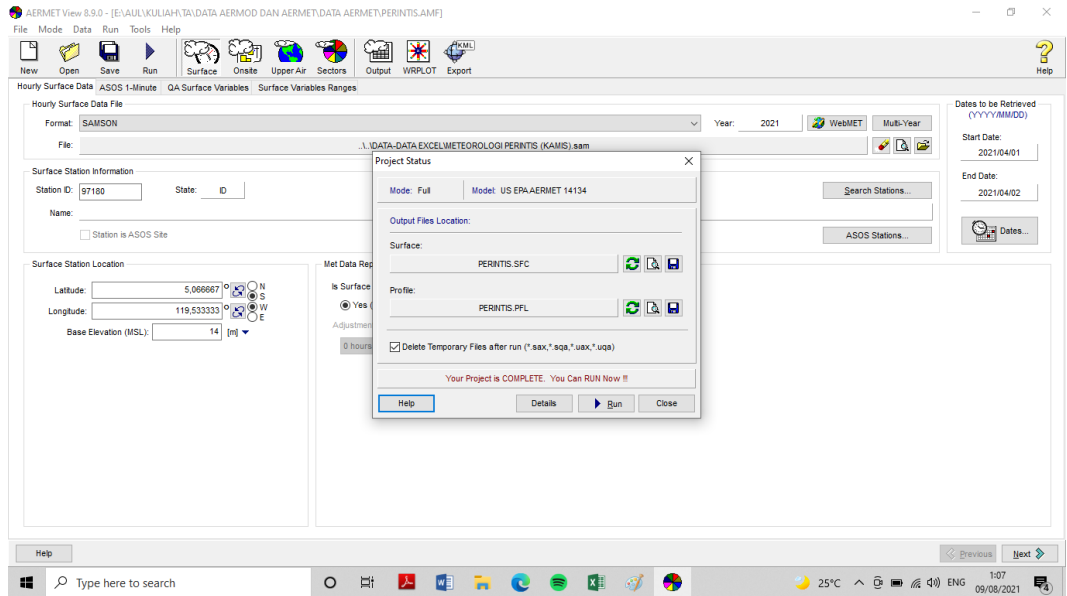 AERMET View 8.9.0 - [E:\AUL\KULIAH\TA\DATA AERMOD DAN AERMET\DATA AERMET\PERINTIS.AMF]
File Mode Data Run Tools Help
New Open Save Run Surface Onsite Upper Air Sectors Output WRPLOT Export Help
KML
Hourly Surface Data ASOS 1-Minute QA Surface Variables Surface Variables Ranges
Hourly Surface Data File
Format: SAMSON Year: 2021 WebMET Multi-Year
File: ..\..\DATA-DATA EXCEL\METEOROLOGI PERINTIS (KAMIS).sam
Dates to be Retrieved
(YYYY/MM/DD)
Start Date:
2021/04/01
End Date:
2021/04/02
Dates...
Surface Station Information
Station ID: 97180 State: ID Search Stations...
Name:
Station is ASOS Site ASOS Stations...
Surface Station Location
Latitude: 5,066667 ° N S
Longitude: 119,533333 ° W E
Base Elevation (MSL): 14 [m]
Met Data Rep
Is Surface
Yes (
Adjustmen
0 hours
Project Status
Mode: Full Model: US EPA AERMET 14134
Output Files Location:
Surface:
PERINTIS.SFC
Profile:
PERINTIS.PFL
Delete Temporary Files after run (*.sax,*.sqa,*.uax,*.uqa)
Your Project is COMPLETE. You Can RUN Now !!!
Help Details Run Close
Help Previous Next
Type here to search
25°C ENG 1:07
09/08/2021
4